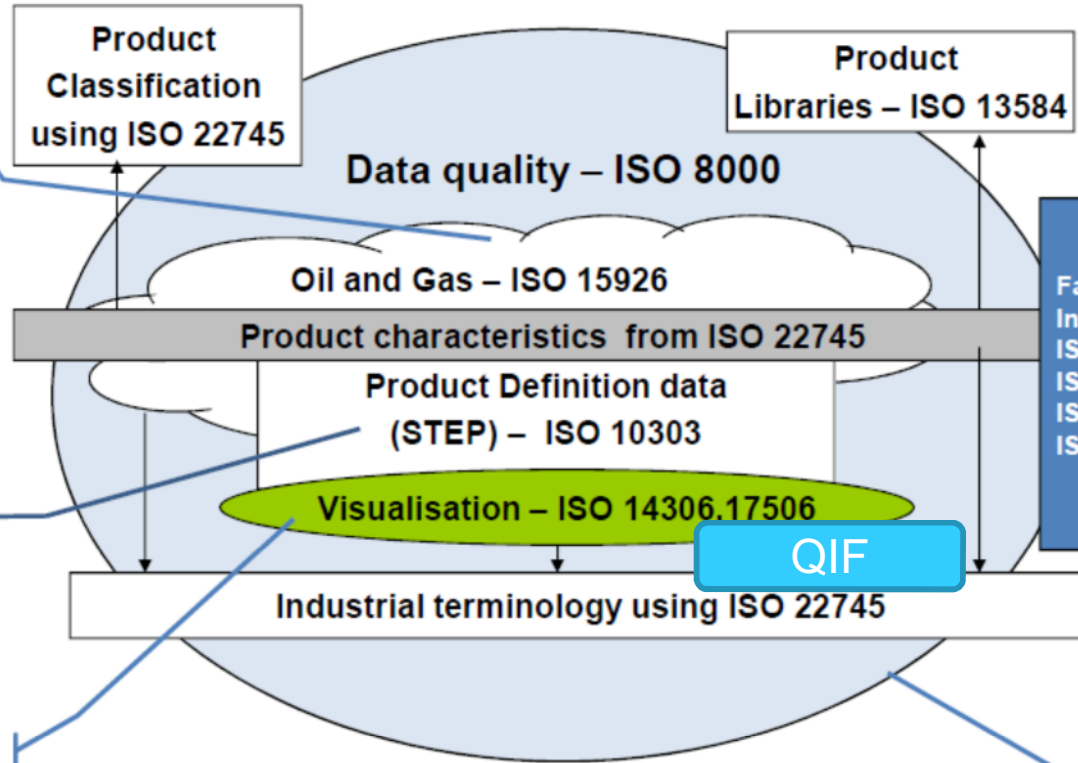 Product
Classification
using ISO 22745
Product
Libraries – ISO 13584
Data quality – ISO 8000
Oil and Gas – ISO 15926
Product characteristics from ISO 22745
Product Definition data
(STEP) – ISO 10303
Visualisation – ISO 14306,17506
QIF
Industrial terminology using ISO 22745